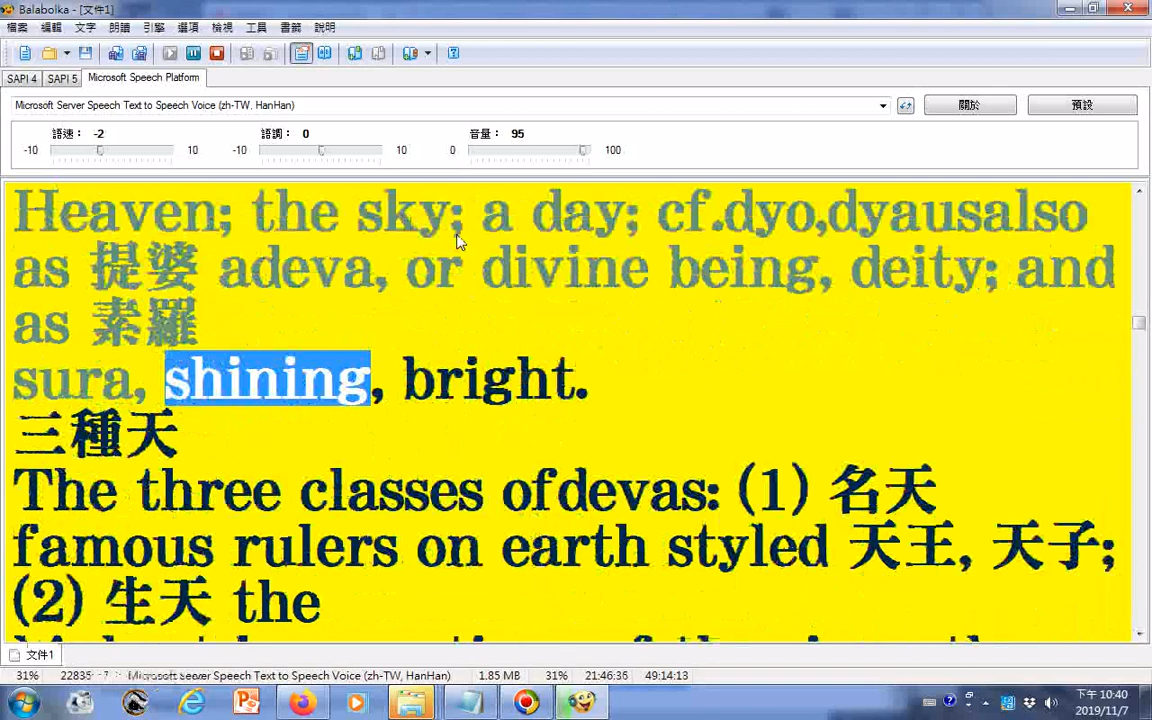 Balabolka - [文件1]
檔案 編輯 文字 朗讀 引擎 選項 檢視 工具 書籤 說明
SAPI 4 SAPI 5 Microsoft Speech Platform
Microsoft Server Speech Text to Speech Voice (zh-TW, HanHan) 關於 預設
語速： -2 語調： 0 音量： 95
-10 10 -10 10 0 100
Heaven; the sky; a day; cf.dyo,dyausalso
as 提婆 adeva, or divine being, deity; and
as 素羅
sura, shining, bright.
三種天
The three classes ofdevas: (1) 名天
famous rulers on earth styled 天王, 天子;
(2) 生天 the
文件1
31% Microsoft Server Speech Text to Speech Voice (zh-TW, HanHan) 1.85 MB 31% 21:46:36 49:14:13
下午 10:40
2019/11/7